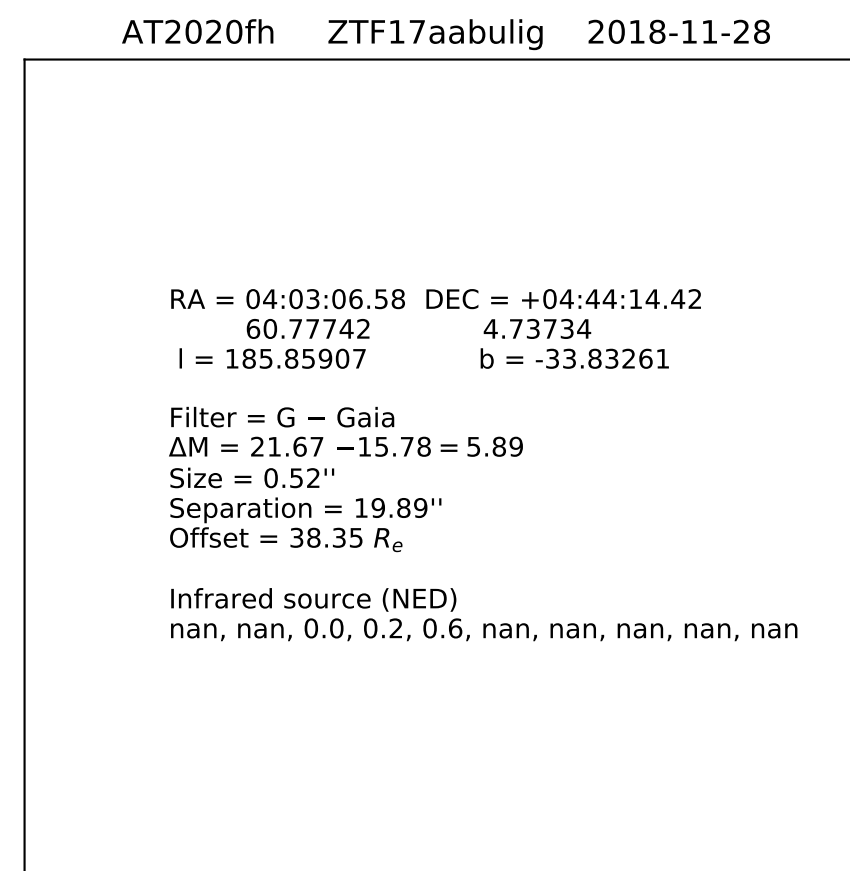 AT2020fh ZTF17aabulig 2018-11-28
RA = 04:03:06.58 DEC = +04:44:14.42
60.77742 4.73734
l = 185.85907 b = -33.83261
Filter = G − Gaia
ΔM = 21.67 −15.78 = 5.89
Size = 0.52''
Separation = 19.89''
Offset = 38.35 Rₑ
Infrared source (NED)
nan, nan, 0.0, 0.2, 0.6, nan, nan, nan, nan, nan